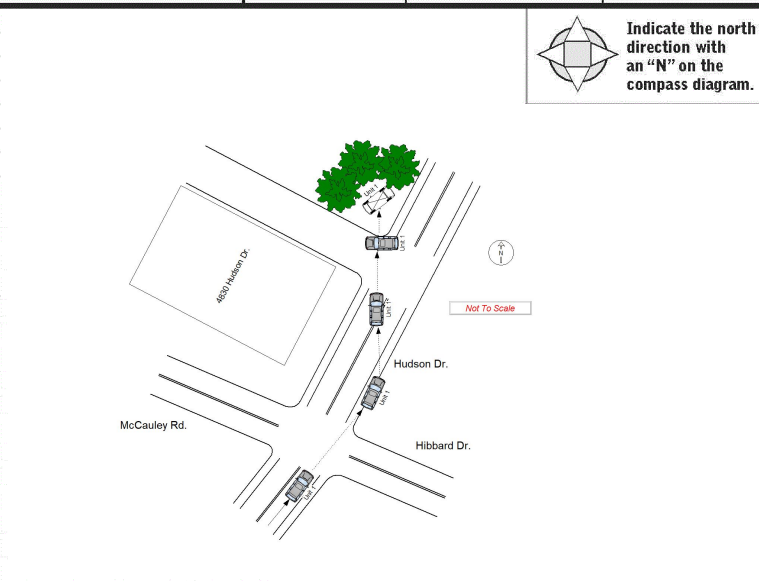 Indicate the north
direction with
an “N” on the
compass diagram.
Unit 1
Unit 1
4830 Hudson Dr.
N
Unit 1
Not To Scale
Hudson Dr.
Unit 1
McCauley Rd.
Hibbard Dr.
Unit 1